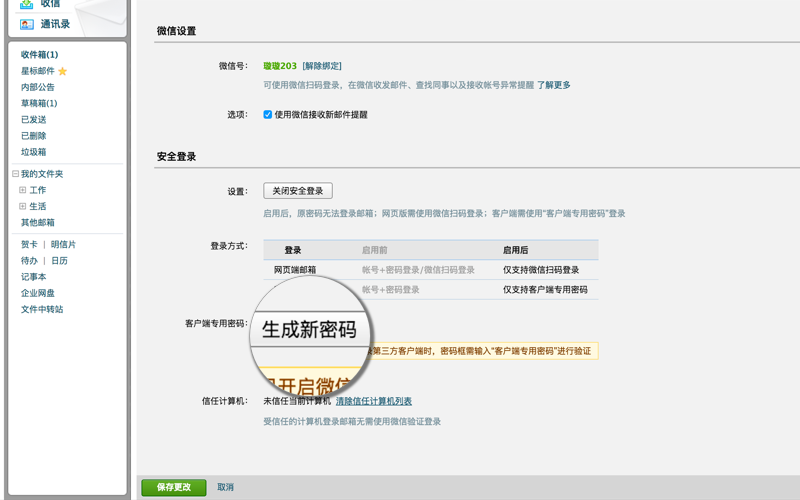 收信
通讯录
收件箱(1)
星标邮件
内部公告
草稿箱(1)
已发送
已删除
垃圾箱
我的文件夹
工作
生活
其他邮箱
贺卡 | 明信片
待办 | 日历
记事本
企业网盘
文件中转站
微信设置
微信号： 璇璇203 [解除绑定]
可使用微信扫码登录，在微信收发邮件、查找同事以及接收帐号异常提醒 了解更多
选项： 使用微信接收新邮件提醒
安全登录
设置： 关闭安全登录
启用后，原密码无法登录邮箱；网页版需使用微信扫码登录；客户端需使用“客户端专用密码”登录
登录方式： 登录 启用前 启用后
网页端邮箱 帐号+密码登录/微信扫码登录 仅支持微信扫码登录
帐号+密码登录 仅支持客户端专用密码
客户端专用密码： 生成新密码
第三方客户端时，密码框需输入“客户端专用密码”进行验证
开启微信
信任计算机： 未信任当前计算机 清除信任计算机列表
受信任的计算机登录邮箱无需使用微信验证登录
保存更改 取消